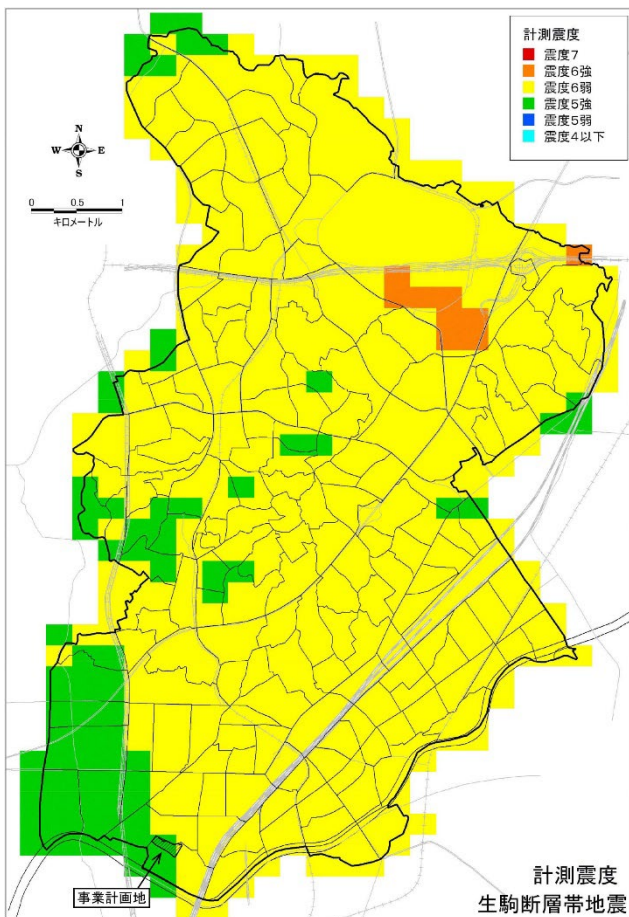 計測震度
震度7
震度6強
震度6弱
震度5強
震度5弱
震度4以下
N
W E
S
0 0.5 1
キロメートル
事業計画地
計測震度
生駒断層帯地震